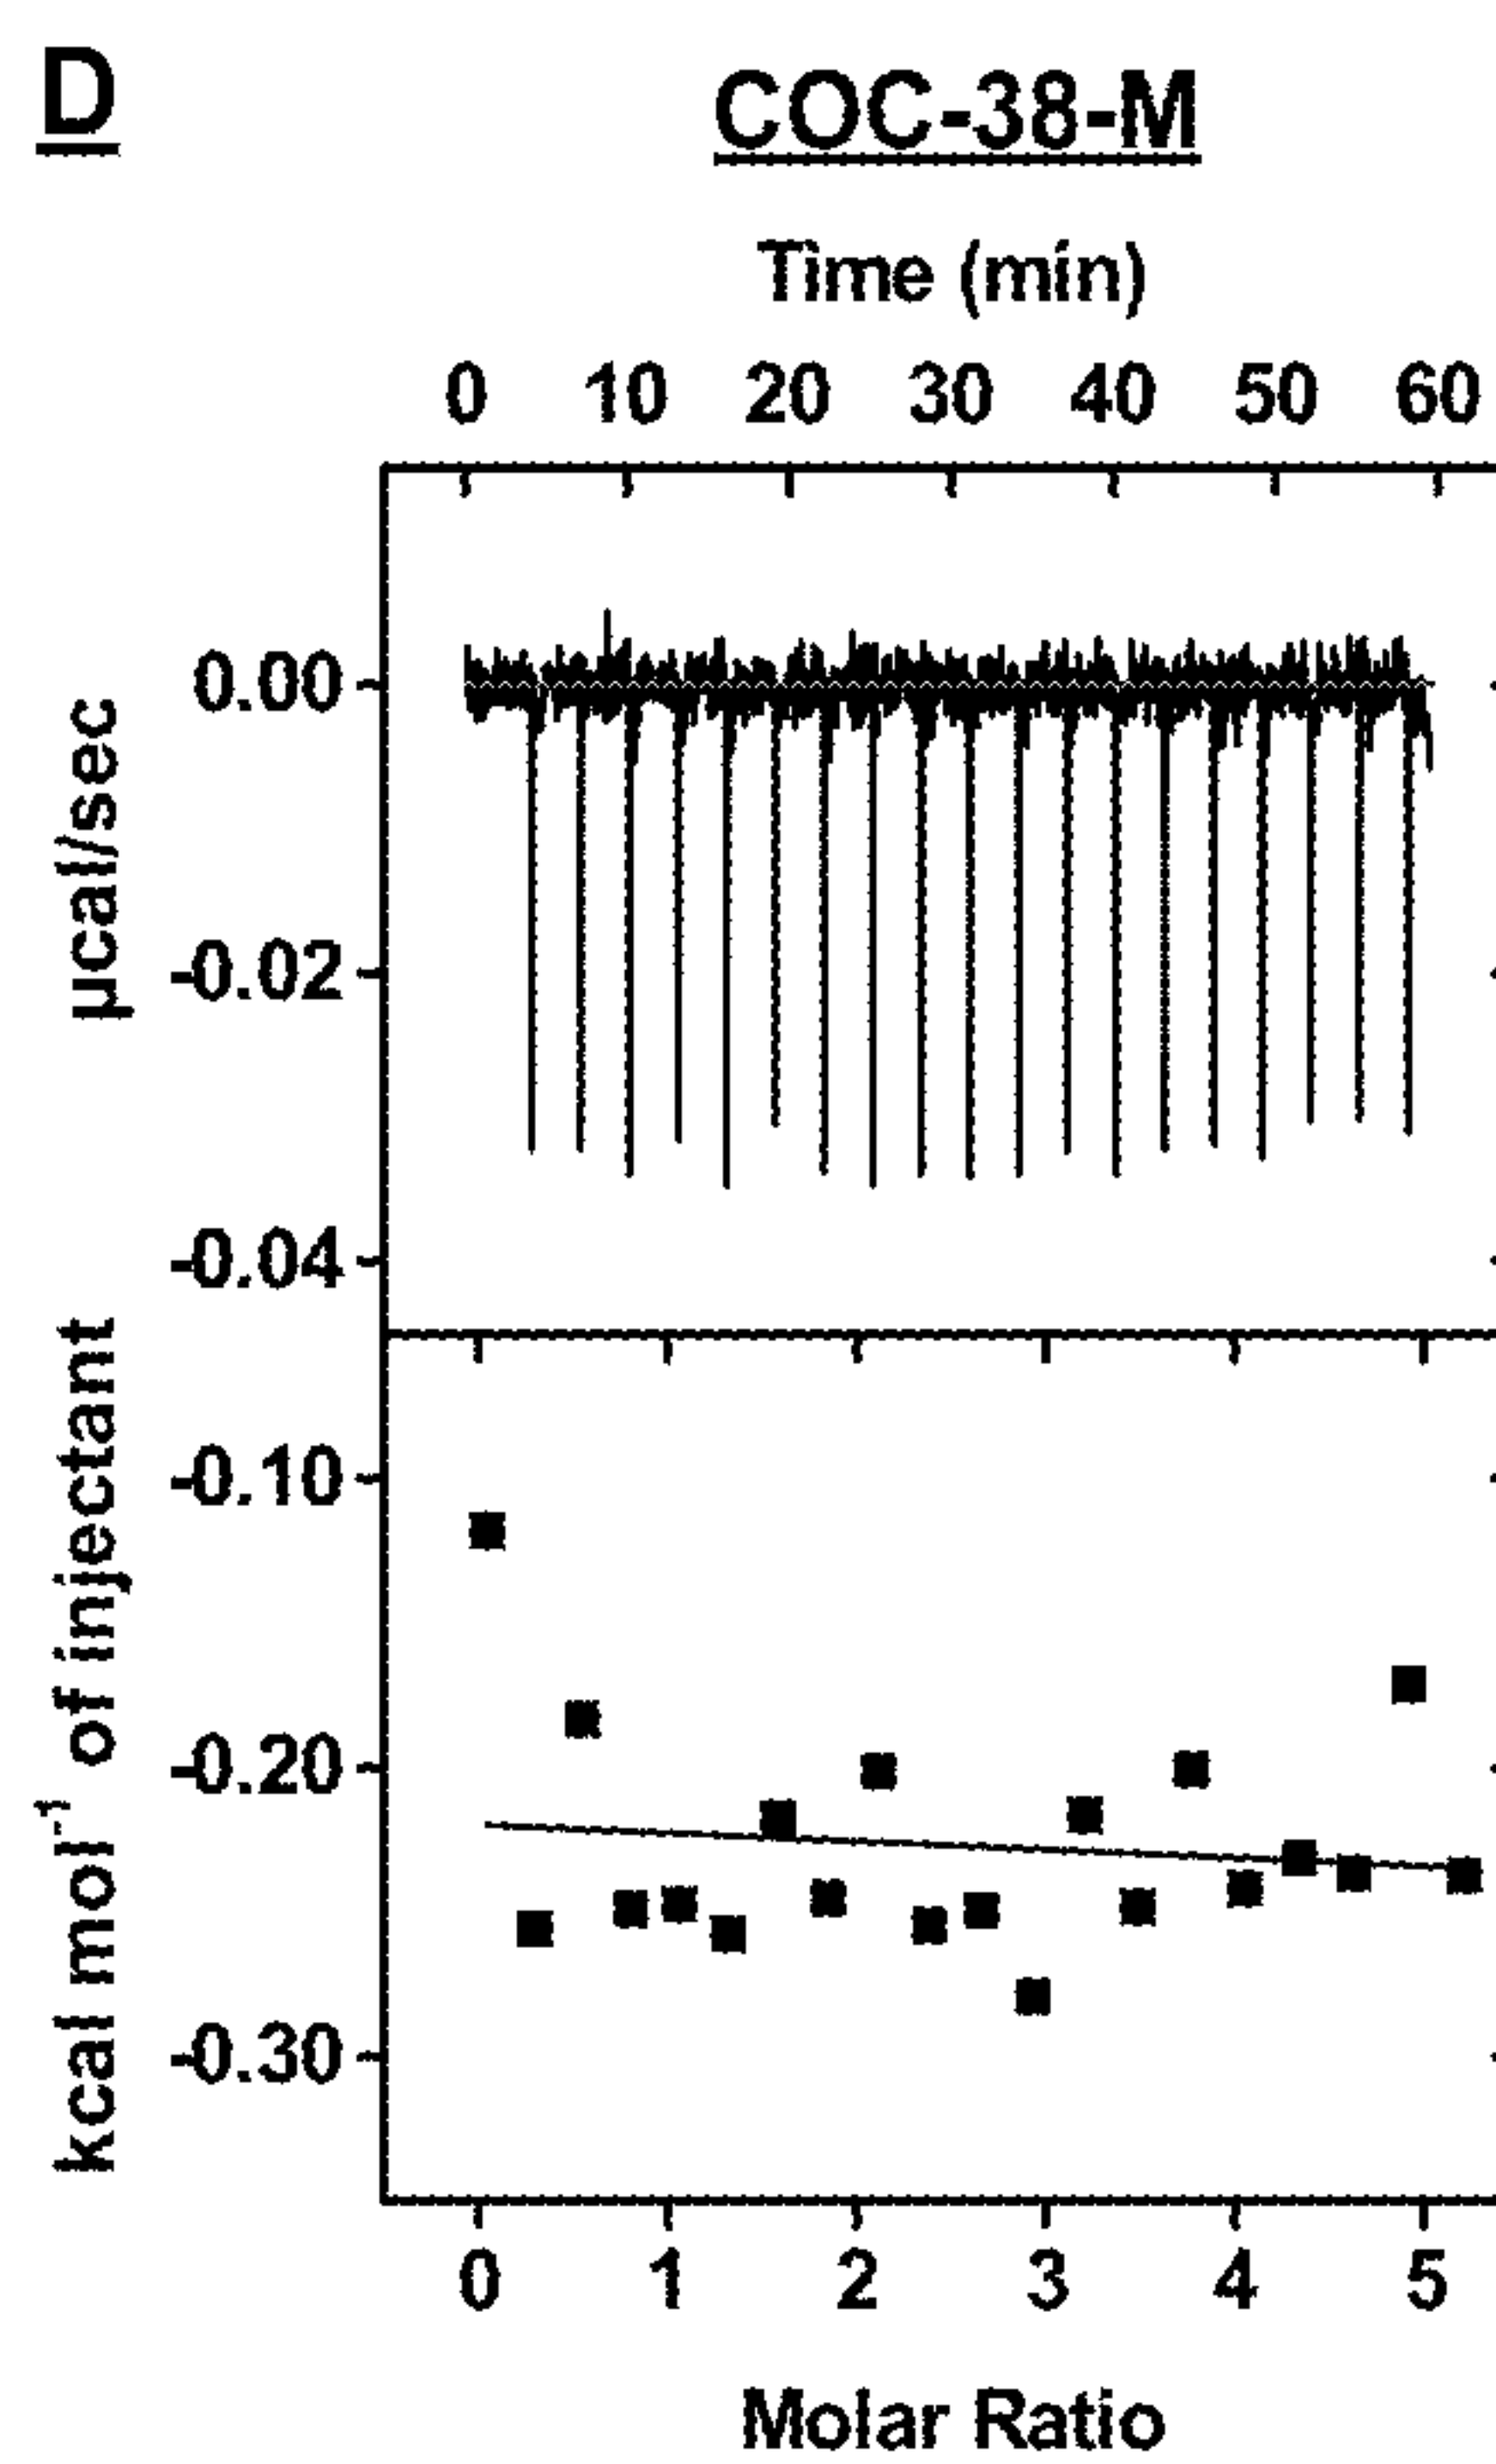 D
COC-38-M
Time (min)
0 10 20 30 40 50 60
µcal/sec
0.00
-0.02
-0.04
kcal mol⁻¹ of injectant
-0.10
-0.20
-0.30
0 1 2 3 4 5
Molar Ratio